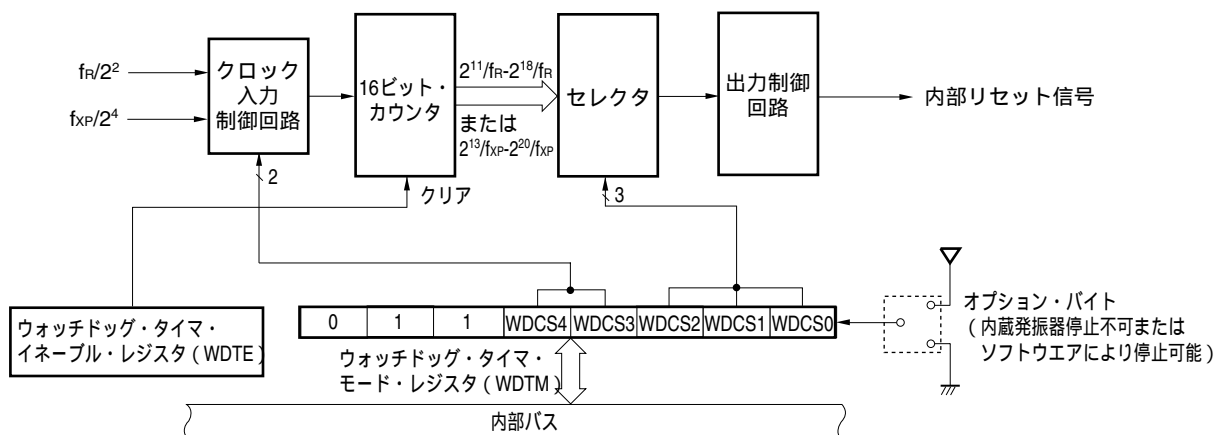 fR/2²
fXP/2⁴
クロック
入力
制御回路
16ビット・
カウンタ
2¹¹/fR-2¹⁸/fR
または
2¹³/fXP-2²⁰/fXP
セレクタ
出力制御
回路
内部リセット信号
2
クリア
3
ウォッチドッグ・タイマ・
イネーブル・レジスタ(WDTE)
0 1 1 WDCS4 WDCS3 WDCS2 WDCS1 WDCS0
ウォッチドッグ・タイマ・
モード・レジスタ(WDTM)
オプション・バイト
(内蔵発振器停止不可または
ソフトウエアにより停止可能)
内部バス